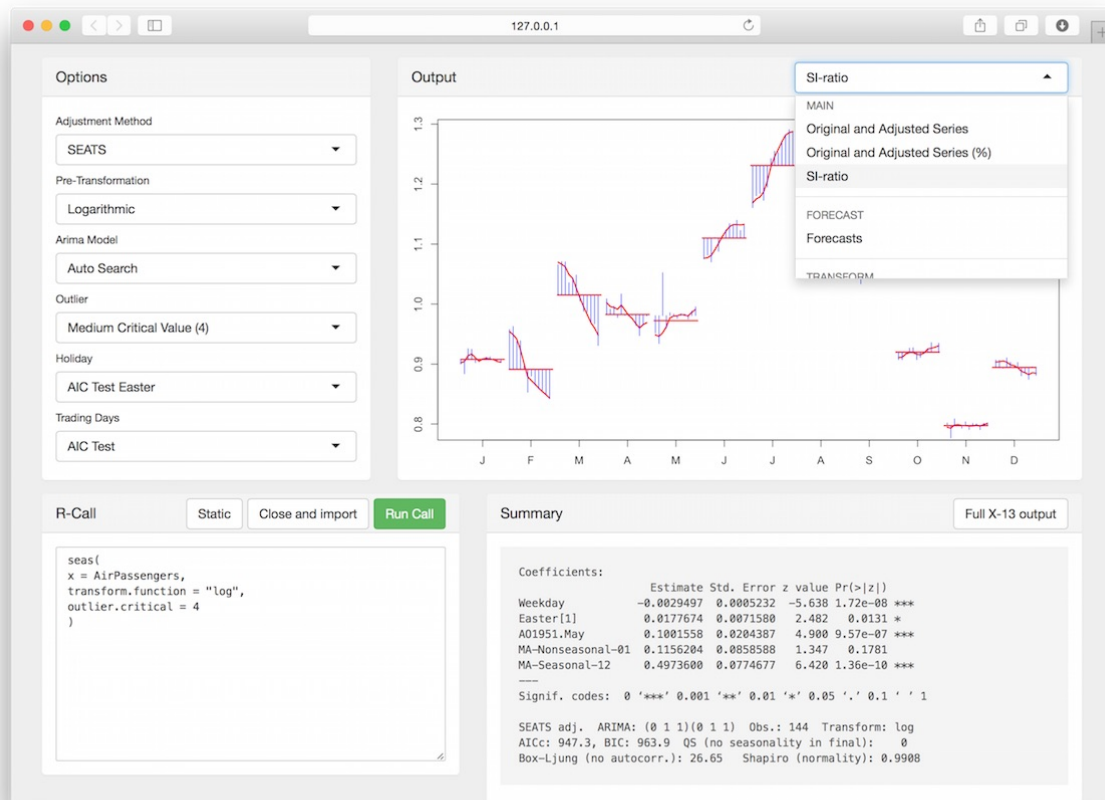 127.0.0.1
Options
Adjustment Method
SEATS
Pre-Transformation
Logarithmic
Arima Model
Auto Search
Outlier
Medium Critical Value (4)
Holiday
AIC Test Easter
Trading Days
AIC Test
Output
SI-ratio
MAIN
Original and Adjusted Series
Original and Adjusted Series (%)
SI-ratio
FORECAST
Forecasts
TRANSFORM
1.3
1.2
1.1
1.0
0.9
0.8
J F M A M J J A S O N D
R-Call
Static Close and import Run Call
seas(
x = AirPassengers,
transform.function = "log",
outlier.critical = 4
)
Summary
Full X-13 output
Coefficients:
Estimate Std. Error z value Pr(>|z|)
Weekday -0.0029497 0.0005232 -5.638 1.72e-08 ***
Easter[1] 0.0177674 0.0071580 2.482 0.0131 *
AO1951.May 0.1001558 0.0204387 4.900 9.57e-07 ***
MA-Nonseasonal-01 0.1156204 0.0858588 1.347 0.1781
MA-Seasonal-12 0.4973600 0.0774677 6.420 1.36e-10 ***
---
Signif. codes: 0 ‘***’ 0.001 ‘**’ 0.01 ‘*’ 0.05 ‘.’ 0.1 ‘ ’ 1
SEATS adj. ARIMA: (0 1 1)(0 1 1) Obs.: 144 Transform: log
AICc: 947.3, BIC: 963.9 QS (no seasonality in final): 0
Box-Ljung (no autocorr.): 26.65 Shapiro (normality): 0.9908